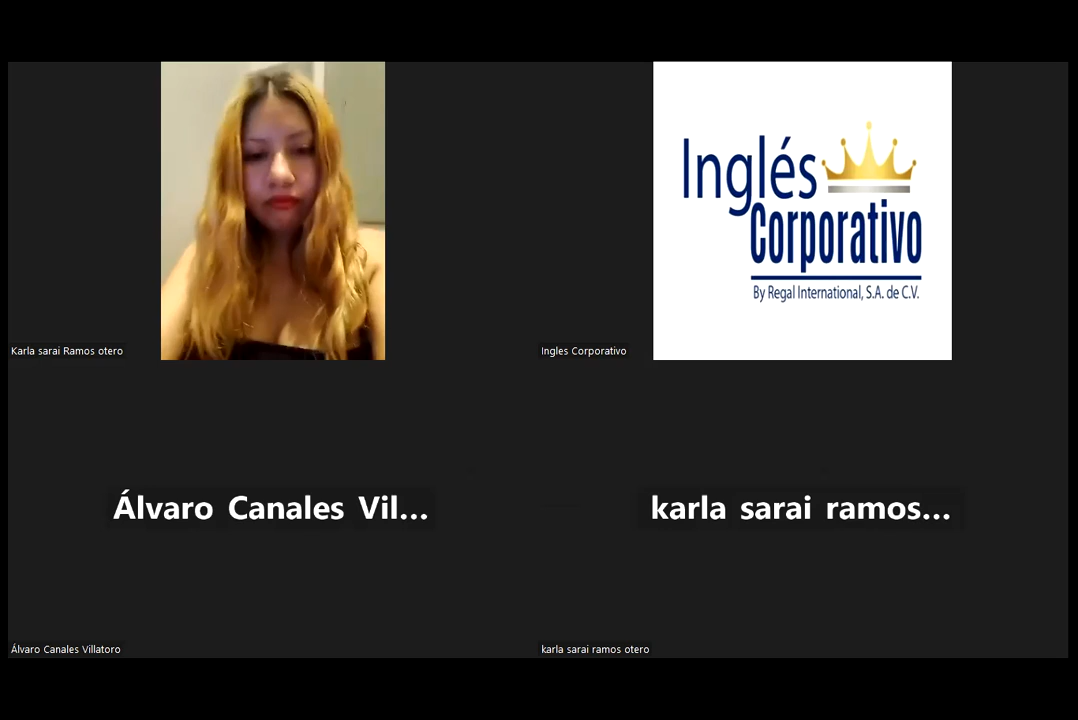 Inglés
Corporativo
By Regal International, S.A. de C.V.
Karla sarai Ramos otero
Ingles Corporativo
Álvaro Canales Vil...
karla sarai ramos...
Álvaro Canales Villatoro
karla sarai ramos otero